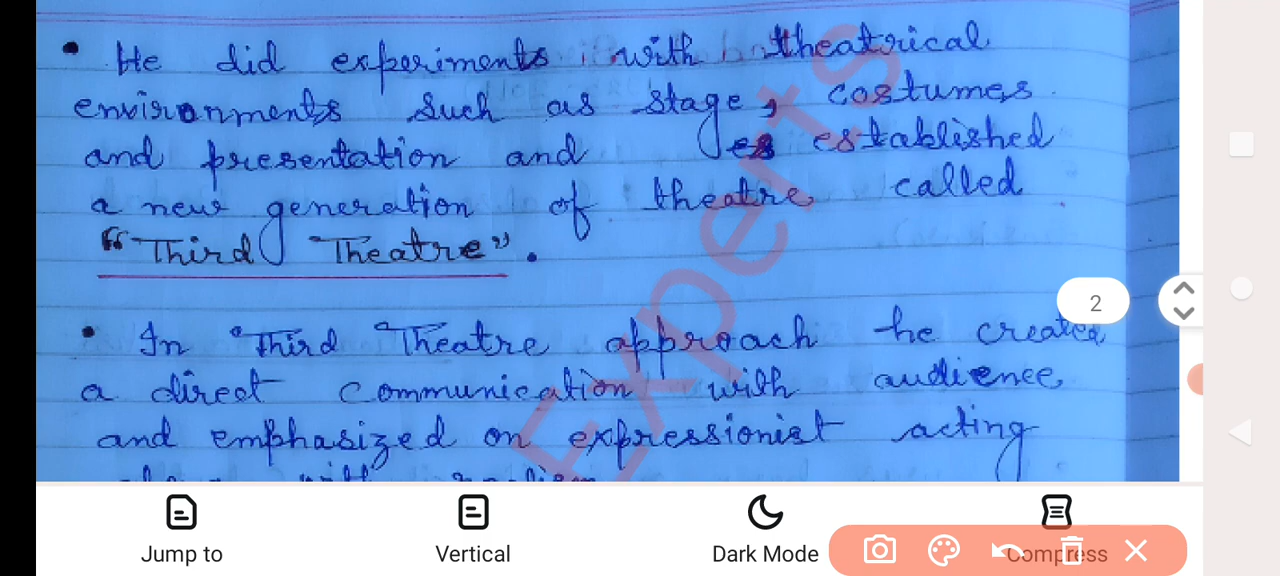 • He did experiments with theatrical
environments such as stage, costumes
and presentation and es established
a new generation of theatre called
"Third Theatre".
• In Third Theatre approach he created
a direct communication with audience
and emphasized on expressionist acting
Experts
2
Jump to
Vertical
Dark Mode
Compress